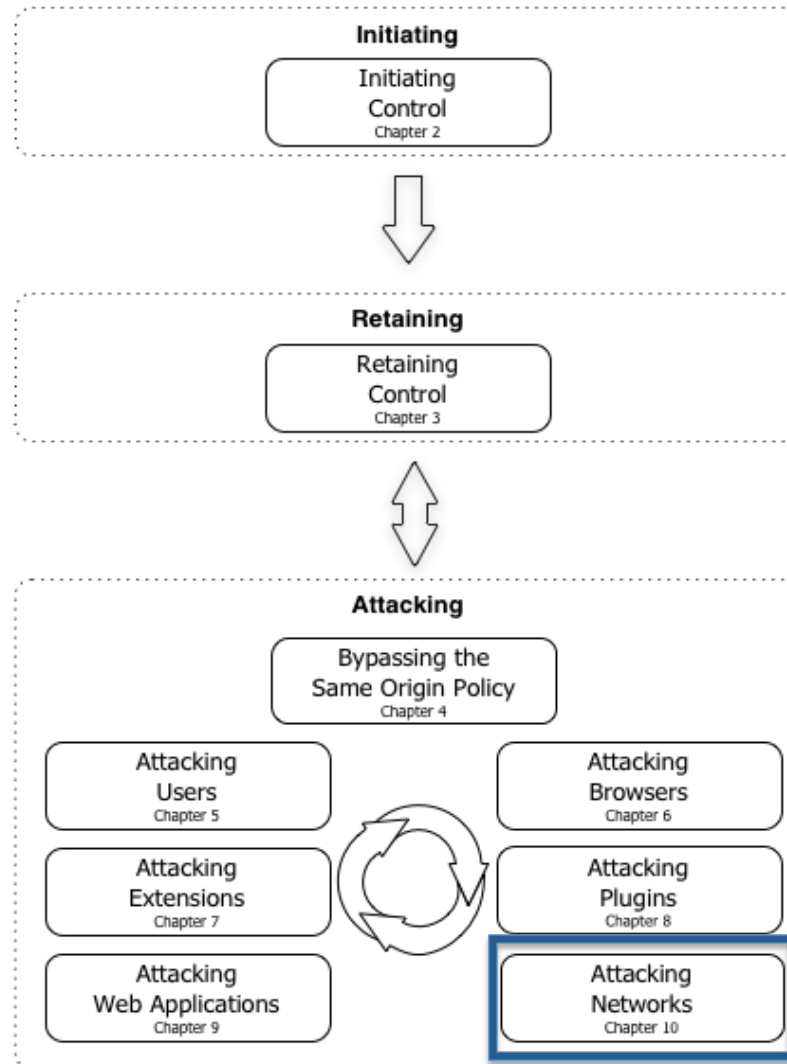 Initiating
Initiating
Control
Chapter 2
Retaining
Retaining
Control
Chapter 3
Attacking
Bypassing the
Same Origin Policy
Chapter 4
Attacking
Users
Chapter 5
Attacking
Browsers
Chapter 6
Attacking
Extensions
Chapter 7
Attacking
Plugins
Chapter 8
Attacking
Web Applications
Chapter 9
Attacking
Networks
Chapter 10